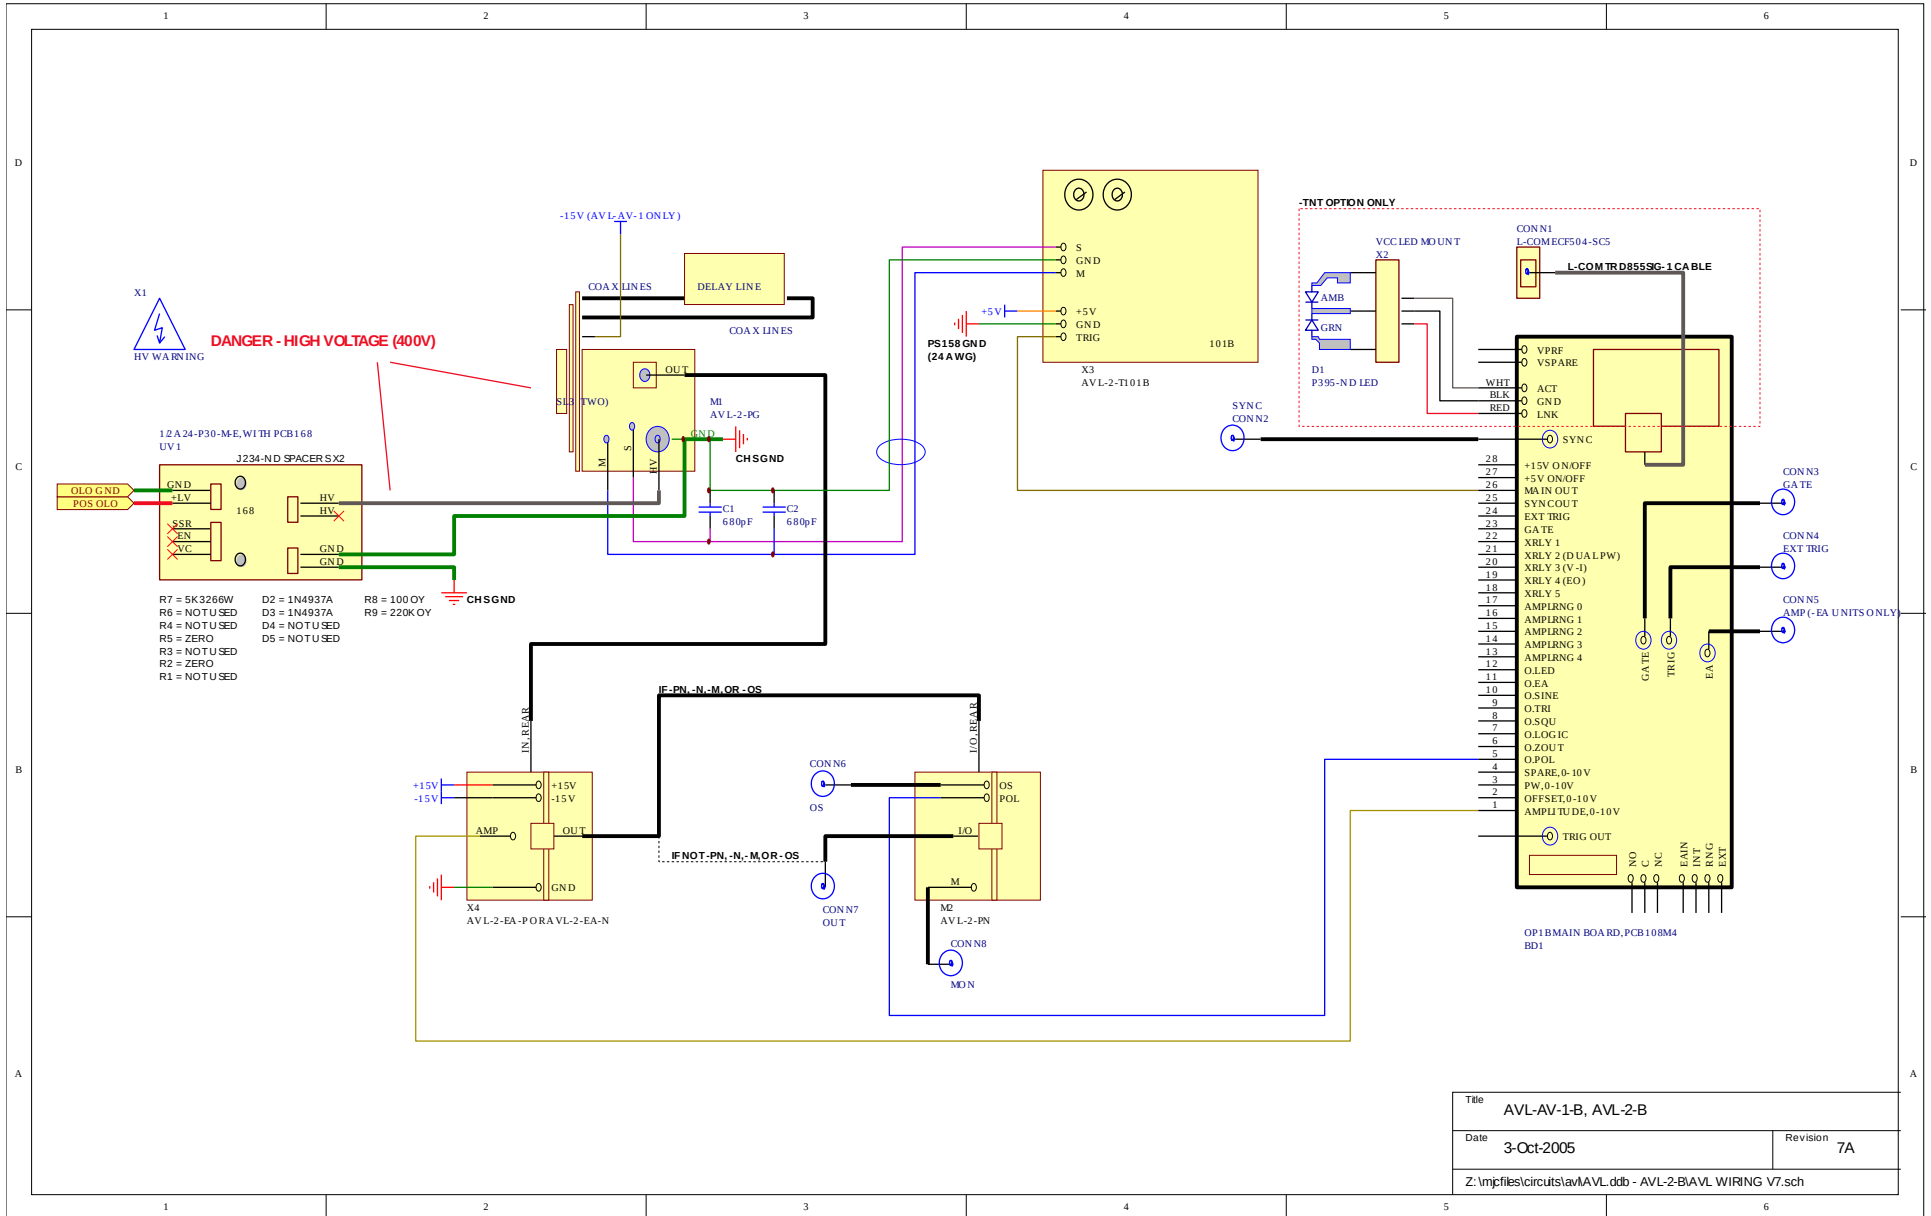 1 2 3 4 5 6
D D
C C
B B
A A
-15V (AVL-AV-1 ONLY)
COAX LINES
DELAY LINE
COAX LINES
X1
HV WARNING
DANGER - HIGH VOLTAGE (400V)
OUT
SL3 TWO)
M1
AVL-2-PG
GND
CHSGND
M
S
HV
1/2A24-P30-M-E, WITH PCB168
UV1
J234-ND SPACERS X2
OLO GND
POS OLO
GND
+LV
168
SSR
EN
VC
HV
HV
GND
GND
CHSGND
R7 = 5K3266W
R6 = NOT USED
R4 = NOT USED
R5 = ZERO
R3 = NOT USED
R2 = ZERO
R1 = NOT USED
D2 = 1N4937A
D3 = 1N4937A
D4 = NOT USED
D5 = NOT USED
R8 = 100 OY
R9 = 220K OY
C1
680pF
C2
680pF
S
GND
M
+5V
+5V
GND
TRIG
101B
PS158 GND
(24 AWG)
X3
AVL-2-T101B
-TNT OPTION ONLY
VCC LED MOUNT
X2
AMB
GRN
D1
P395-ND LED
CONN1
L-COM ECF504-SC5
L-COM TRD855SIG-1 CABLE
SYNC
CONN2
VPRF
VSPARE
WHT ACT
BLK GND
RED LNK
SYNC
28 +15V ON/OFF
27 +5V ON/OFF
26 MAIN OUT
25 SYNC OUT
24 EXT TRIG
23 GATE
22 XRLY 1
21 XRLY 2 (DUAL PW)
20 XRLY 3 (V-I)
19 XRLY 4 (EO)
18 XRLY 5
17 AMPLRNG 0
16 AMPLRNG 1
15 AMPLRNG 2
14 AMPLRNG 3
13 AMPLRNG 4
12 O.LED
11 O.EA
10 O.SINE
9 O.TRI
8 O.SQU
7 O.LOGIC
6 O.ZOUT
5 O.POL
4 SPARE, 0-10V
3 PW, 0-10V
2 OFFSET, 0-10V
1 AMPLITUDE, 0-10V
TRIG OUT
GATE
TRIG
EA
NO
C
NC
EAIN
INT
RNG
EXT
OP1B MAIN BOARD, PCB108M4
BD1
CONN3
GATE
CONN4
EXT TRIG
CONN5
AMP (-EA UNITS ONLY)
IF -PN, -N, -M, OR -OS
IN, REAR
I/O, REAR
+15V +15V
-15V -15V
AMP
OUT
GND
X4
AVL-2-EA-P OR AVL-2-EA-N
IF NOT -PN, -N, -M, OR -OS
CONN6
OS
CONN7
OUT
OS
POL
I/O
M
M2
AVL-2-PN
CONN8
MON
Title
AVL-AV-1-B, AVL-2-B
Date
3-Oct-2005
Revision
7A
Z:\mjcfiles\circuits\avl\AVL.ddb - AVL-2-B\AVL WIRING V7.sch
1 2 3 4 5 6